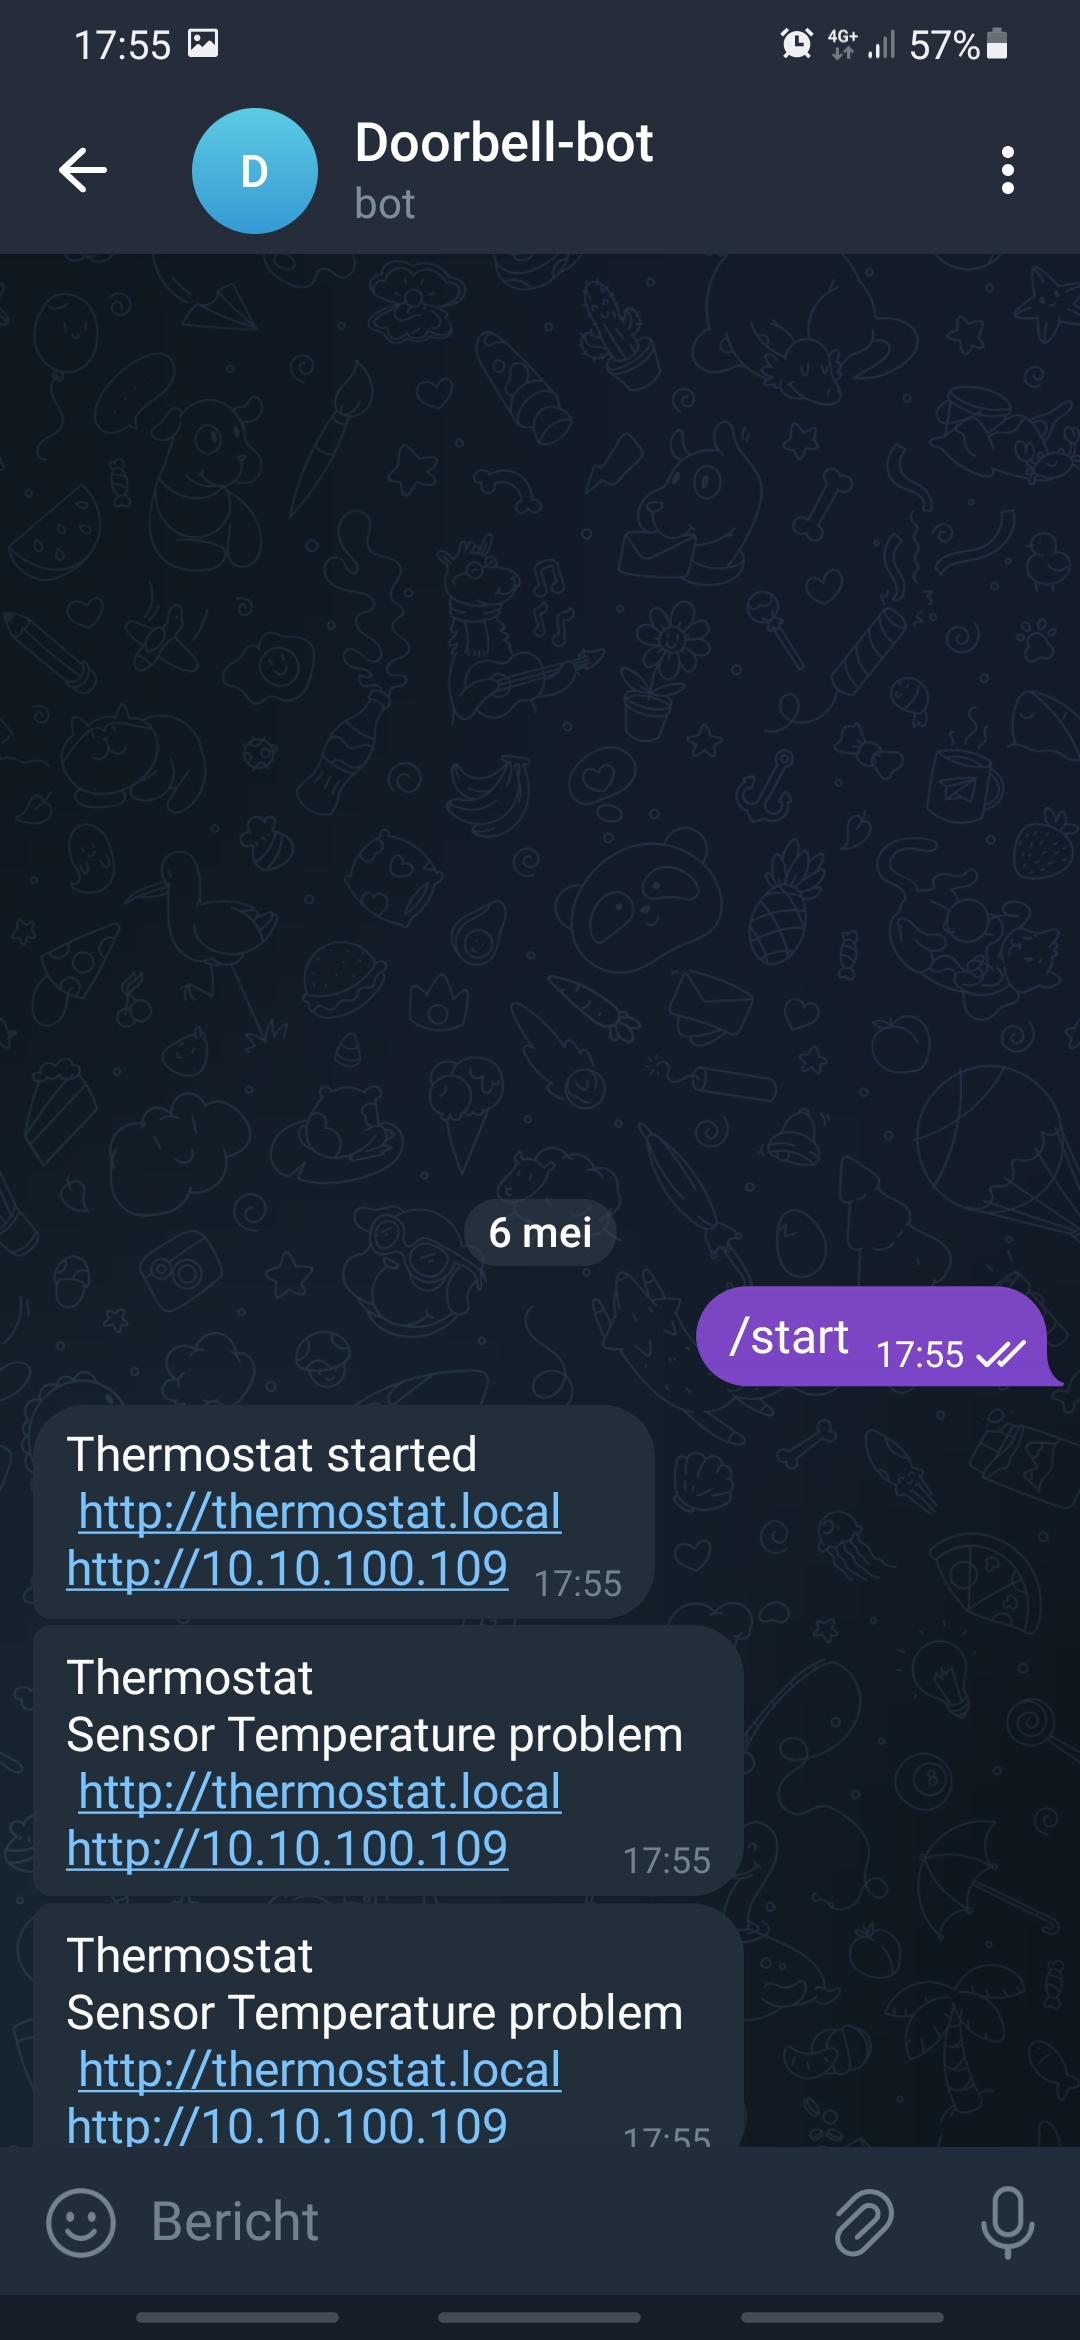 17:55
4G+
57%
D
Doorbell-bot
bot
6 mei
/start 17:55
Thermostat started
http://thermostat.local
http://10.10.100.109 17:55
Thermostat
Sensor Temperature problem
http://thermostat.local
http://10.10.100.109 17:55
Thermostat
Sensor Temperature problem
http://thermostat.local
http://10.10.100.109 17:55
Bericht